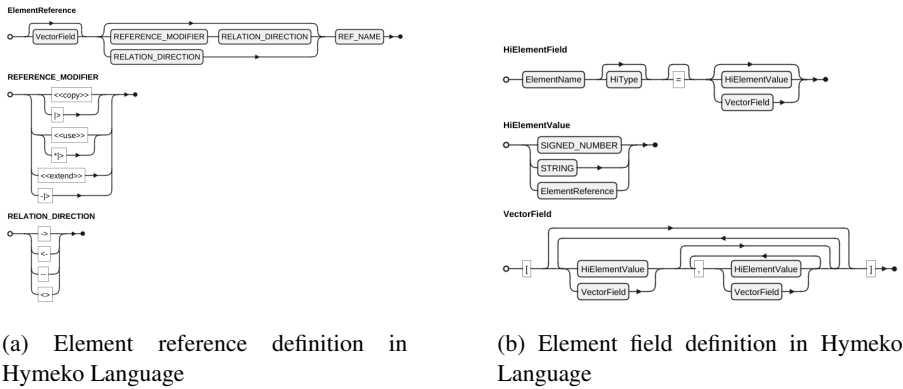 ElementReference
VectorField REFERENCE_MODIFIER RELATION_DIRECTION REF_NAME
RELATION_DIRECTION
REFERENCE_MODIFIER
<<copy>>
|>
<<use>>
*|>
<<extend>>
-|>
RELATION_DIRECTION
->
<-
--
<>
(a) Element reference definition in
Hymeko Language
HiElementField
ElementName HiType = HiElementValue
VectorField
HiElementValue
SIGNED_NUMBER
STRING
ElementReference
VectorField
[ HiElementValue , HiElementValue ]
VectorField VectorField
(b) Element field definition in Hymeko
Language